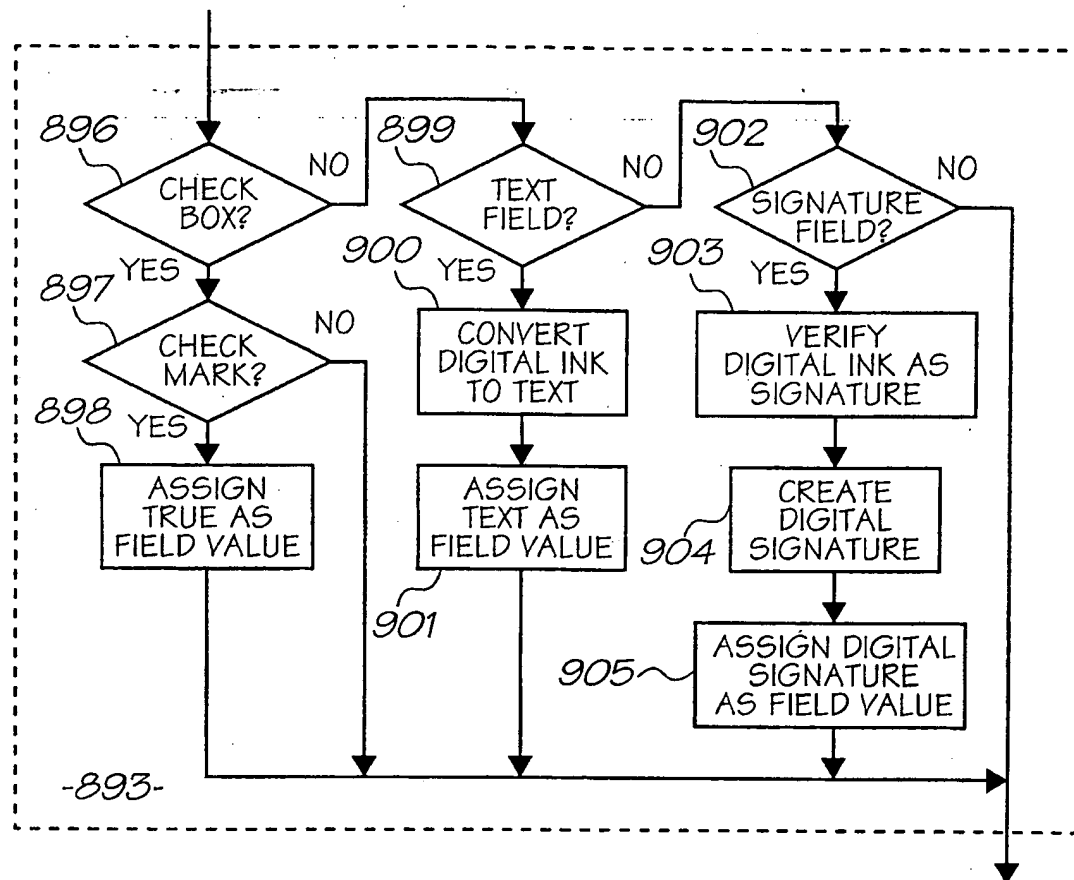 896
CHECK
BOX?
NO
YES
899
TEXT
FIELD?
NO
YES
902
SIGNATURE
FIELD?
NO
YES
897
CHECK
MARK?
NO
YES
900
CONVERT
DIGITAL INK
TO TEXT
903
VERIFY
DIGITAL INK AS
SIGNATURE
898
ASSIGN
TRUE AS
FIELD VALUE
ASSIGN
TEXT AS
FIELD VALUE
901
CREATE
DIGITAL
SIGNATURE
904
ASSIGN DIGITAL
SIGNATURE
AS FIELD VALUE
905
-893-